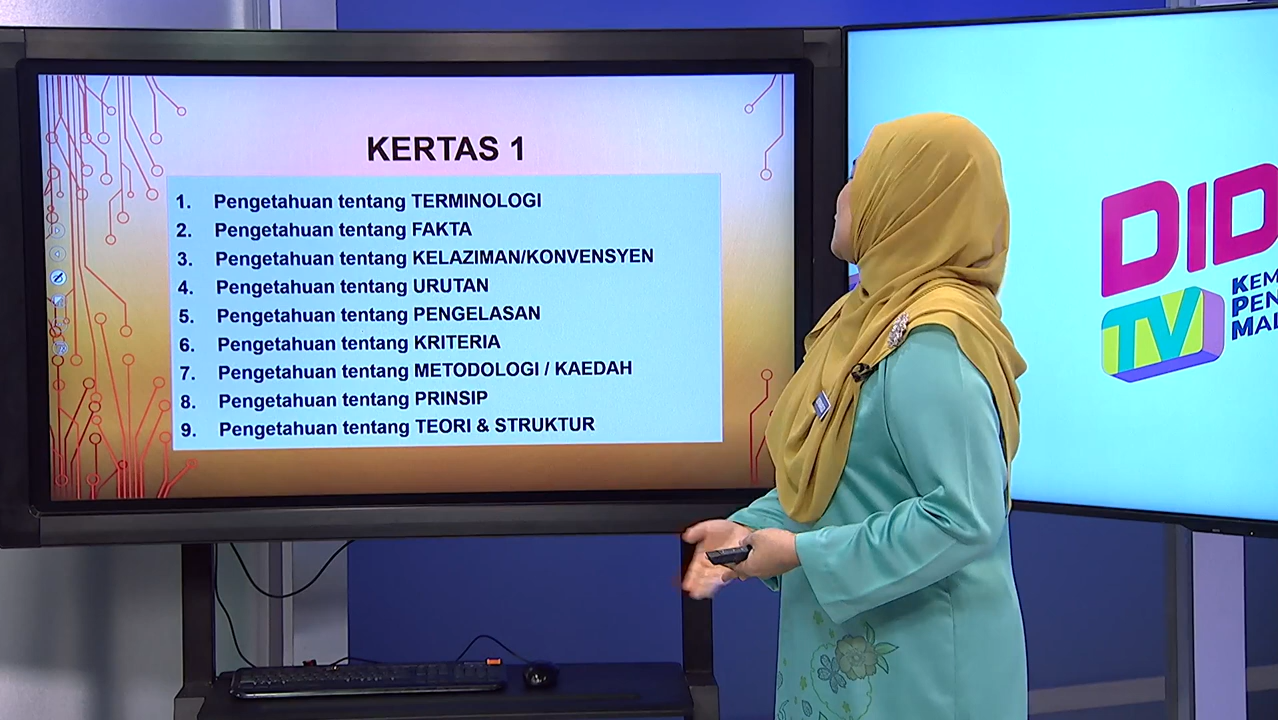 KERTAS 1
1. Pengetahuan tentang TERMINOLOGI
2. Pengetahuan tentang FAKTA
3. Pengetahuan tentang KELAZIMAN/KONVENSYEN
4. Pengetahuan tentang URUTAN
5. Pengetahuan tentang PENGELASAN
6. Pengetahuan tentang KRITERIA
7. Pengetahuan tentang METODOLOGI / KAEDAH
8. Pengetahuan tentang PRINSIP
9. Pengetahuan tentang TEORI & STRUKTUR
DID
TV
KEM
PEN
MAL